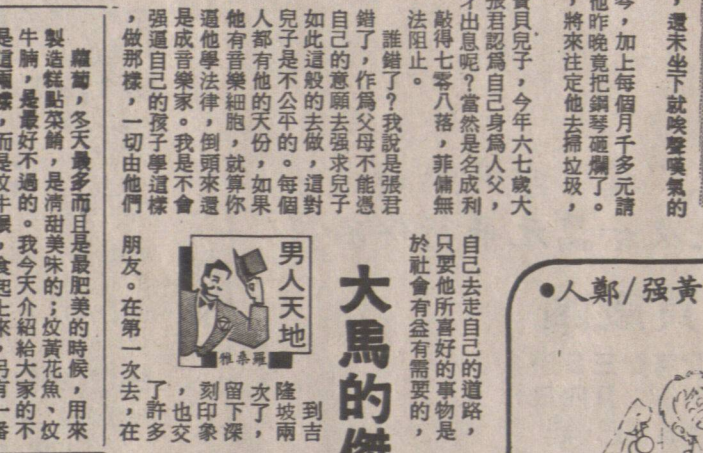 ，還未坐下就唉聲嘆氣的
，加上每個月千多元請
他昨晚竟把鋼琴砸爛了。
，將來注定他去掃垃圾，
貝兒子，今年六七歲大
張君認爲自己身爲人父，
才出息呢？當然是名成利
敲得七零八落，菲傭無
法阻止。
誰錯了？我說是張君
錯了，作爲父母不能憑
自己的意願去强求兒子
如此這般的去做，這對
兒子是不公平的。每個
人都有他的天份，如果
他有音樂細胞，就算你
逼他學法律，倒頭來還
是成音樂家。我是不會
强逼自己的孩子學這樣
，做那樣，一切由他們
自己去走自己的道路，
只要他所喜好的事物是
於社會有益有需要的，
黃强/鄭人●
大馬的傑
男人天地
羅桑雅
到吉
隆坡兩
次了，
留下深
刻印象
，也交
了許多
朋友。在第一次去，在
蘿蔔，冬天最多而且是最肥美的時候，用來
製造糕點菜餚，是清甜美味的；炆黃花魚、炆
牛腩，是最好不過的。我今天介紹給大家的不